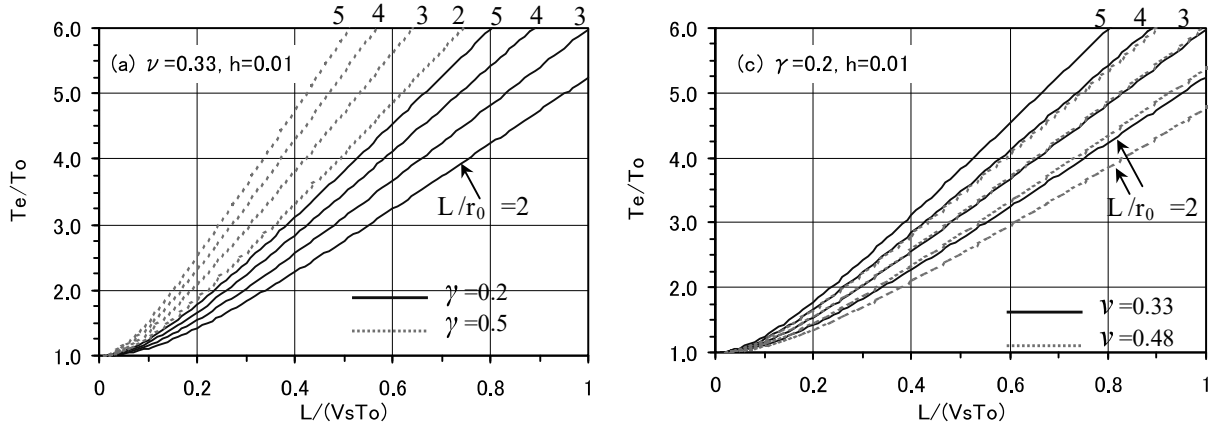 5 4 3 2 5 4 3
6.0
(a) ν=0.33, h=0.01
5.0
4.0
Te/To
L/r0 =2
3.0
2.0
γ=0.2
γ=0.5
1.0
0 0.2 0.4 0.6 0.8 1
L/(VsTo)
5 4 3
6.0
(c) γ=0.2, h=0.01
5.0
4.0
Te/To
L/r0 =2
3.0
2.0
ν=0.33
ν=0.48
1.0
0 0.2 0.4 0.6 0.8 1
L/(VsTo)